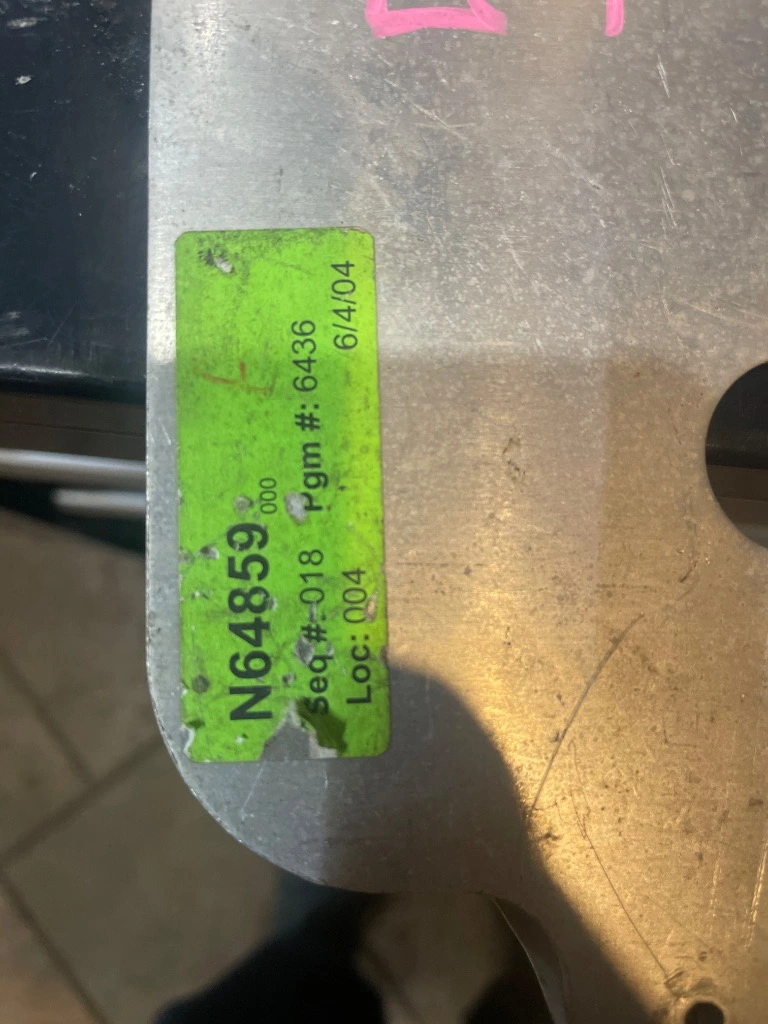 N64859 000
Seq #: 018 Pgm #: 6436
Loc: 004 6/4/04